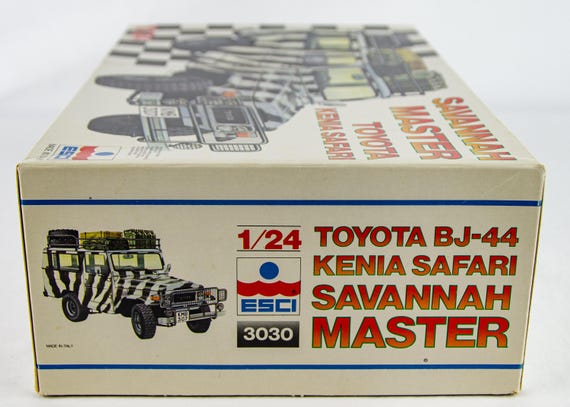 SAVANNAH
MASTER
TOYOTA
KENIA SAFARI
ESCI
1/24
ESCI
3030
TOYOTA BJ-44
KENIA SAFARI
SAVANNAH
MASTER
MADE IN ITALY